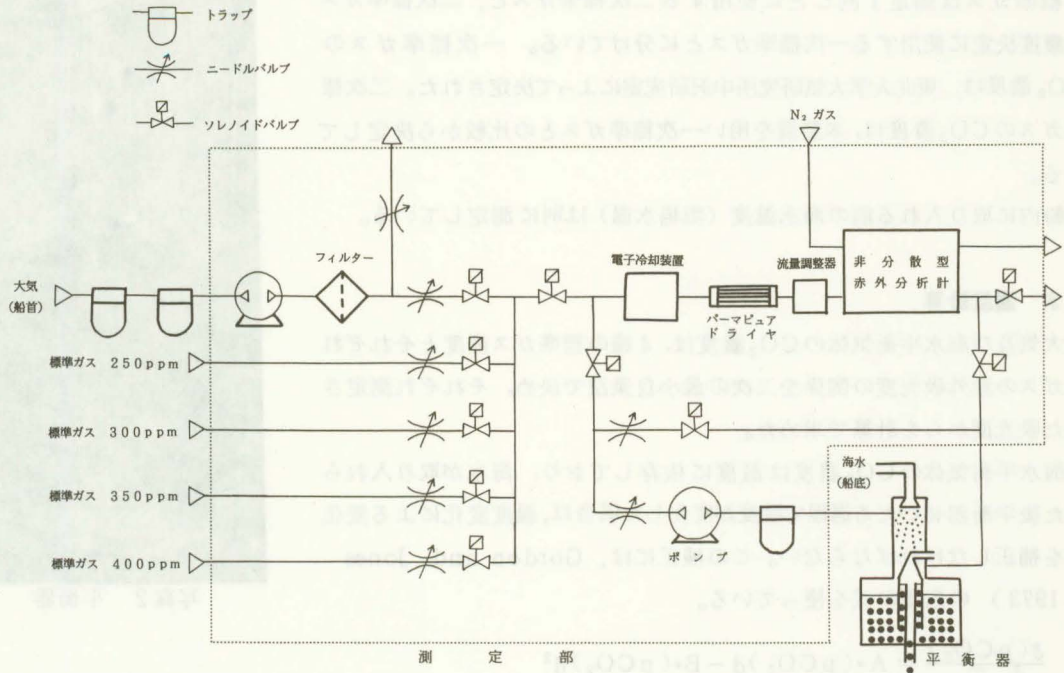 トラップ
ニードルバルブ
ソレノイドバルブ
N₂ ガス
大気
(船首)
フィルター
電子冷却装置
流量調整器
非分散型
赤外分析計
パーマピュア
ドライヤ
標準ガス 250ppm
標準ガス 300ppm
標準ガス 350ppm
標準ガス 400ppm
海水
(船底)
ポンプ
測定部
平衡器